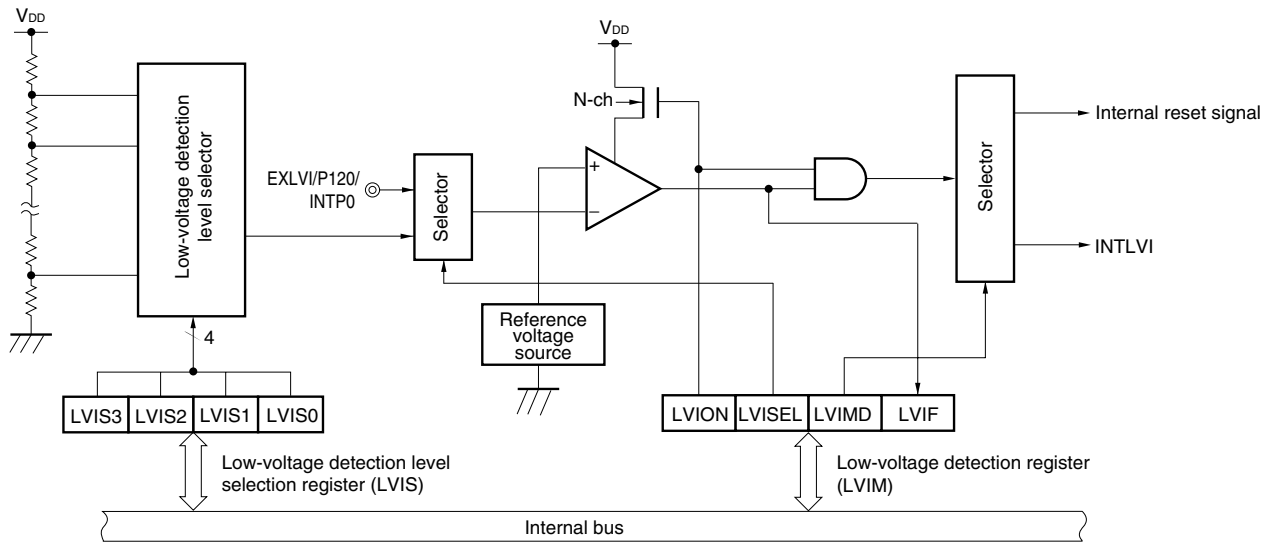 VDD
Low-voltage detection
level selector
EXLVI/P120/
INTP0
Selector
VDD
N-ch
+
−
Reference
voltage
source
Selector
Internal reset signal
INTLVI
4
LVIS3 LVIS2 LVIS1 LVIS0
Low-voltage detection level
selection register (LVIS)
LVION LVISEL LVIMD LVIF
Low-voltage detection register
(LVIM)
Internal bus